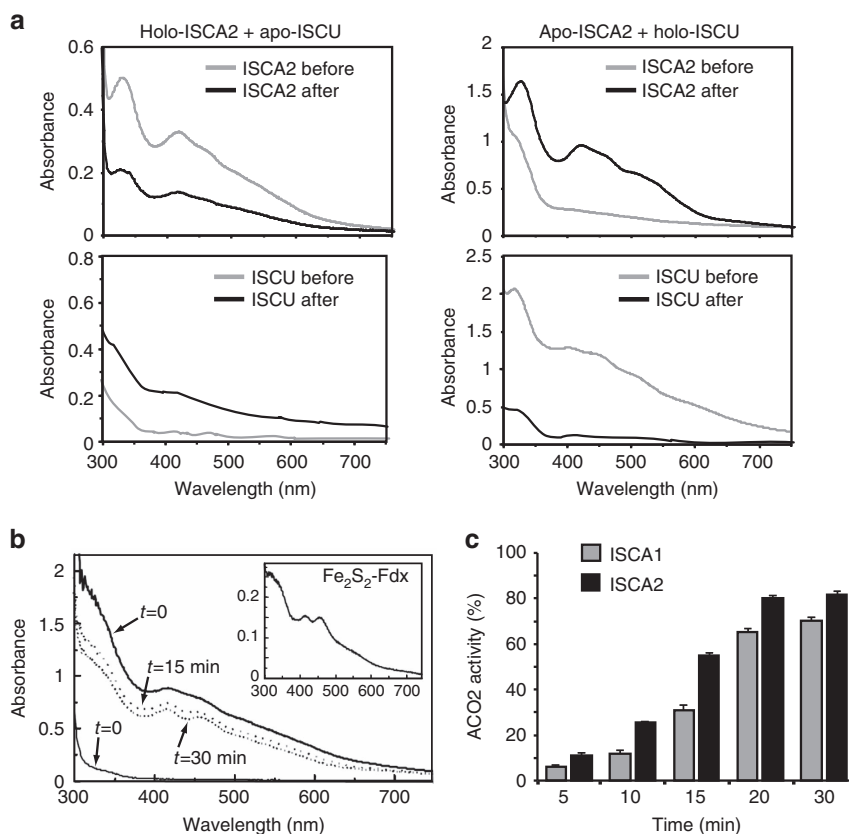 a
Holo-ISCA2 + apo-ISCU
Apo-ISCA2 + holo-ISCU
Absorbance
0.6
0.4
0.2
0
ISCA2 before
ISCA2 after
Absorbance
2
1.5
1
0.5
0
ISCA2 before
ISCA2 after
Absorbance
0.8
0.6
0.4
0.2
0
ISCU before
ISCU after
300 400 500 600 700
Wavelength (nm)
Absorbance
2.5
2
1.5
1
0.5
0
ISCU before
ISCU after
300 400 500 600 700
Wavelength (nm)
b
Absorbance
2
1.5
1
0.5
0
t=0
t=15 min
t=30 min
t=0
Fe2S2-Fdx
0.2
0.1
0
300 400 500 600 700
300 400 500 600 700
Wavelength (nm)
c
ACO2 activity (%)
100
80
60
40
20
0
ISCA1
ISCA2
5 10 15 20 30
Time (min)